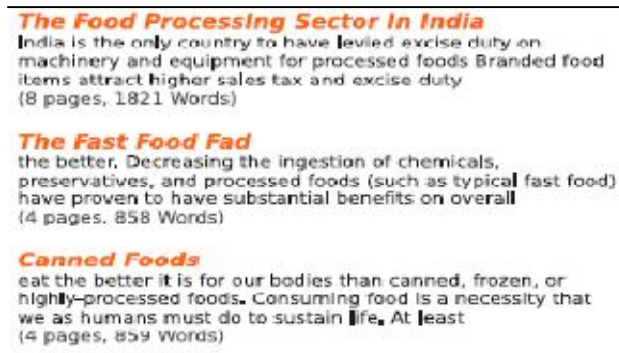 The Food Processing Sector in India
India is the only country to have levied excise duty on
machinery and equipment for processed foods Branded food
items attract higher sales tax and excise duty
(8 pages, 1821 Words)
The Fast Food Fad
the better. Decreasing the ingestion of chemicals,
preservatives, and processed foods (such as typical fast food)
have proven to have substantial benefits on overall
(4 pages. 858 Words)
Canned Foods
eat the better it is for our bodies than canned, frozen, or
highly-processed foods. Consuming food is a necessity that
we as humans must do to sustain life. At least
(4 pages, 859 Words)